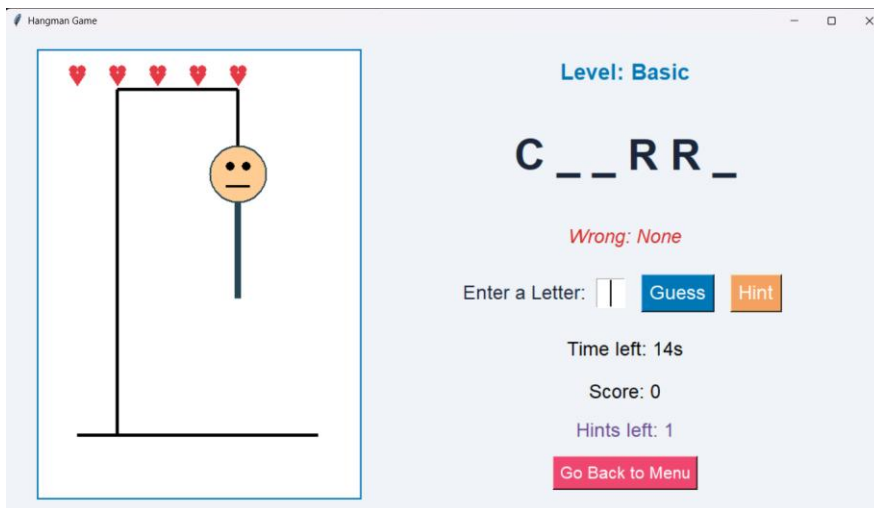 Hangman Game
Level: Basic
C _ _ R R _
Wrong: None
Enter a Letter: Guess Hint
Time left: 14s
Score: 0
Hints left: 1
Go Back to Menu